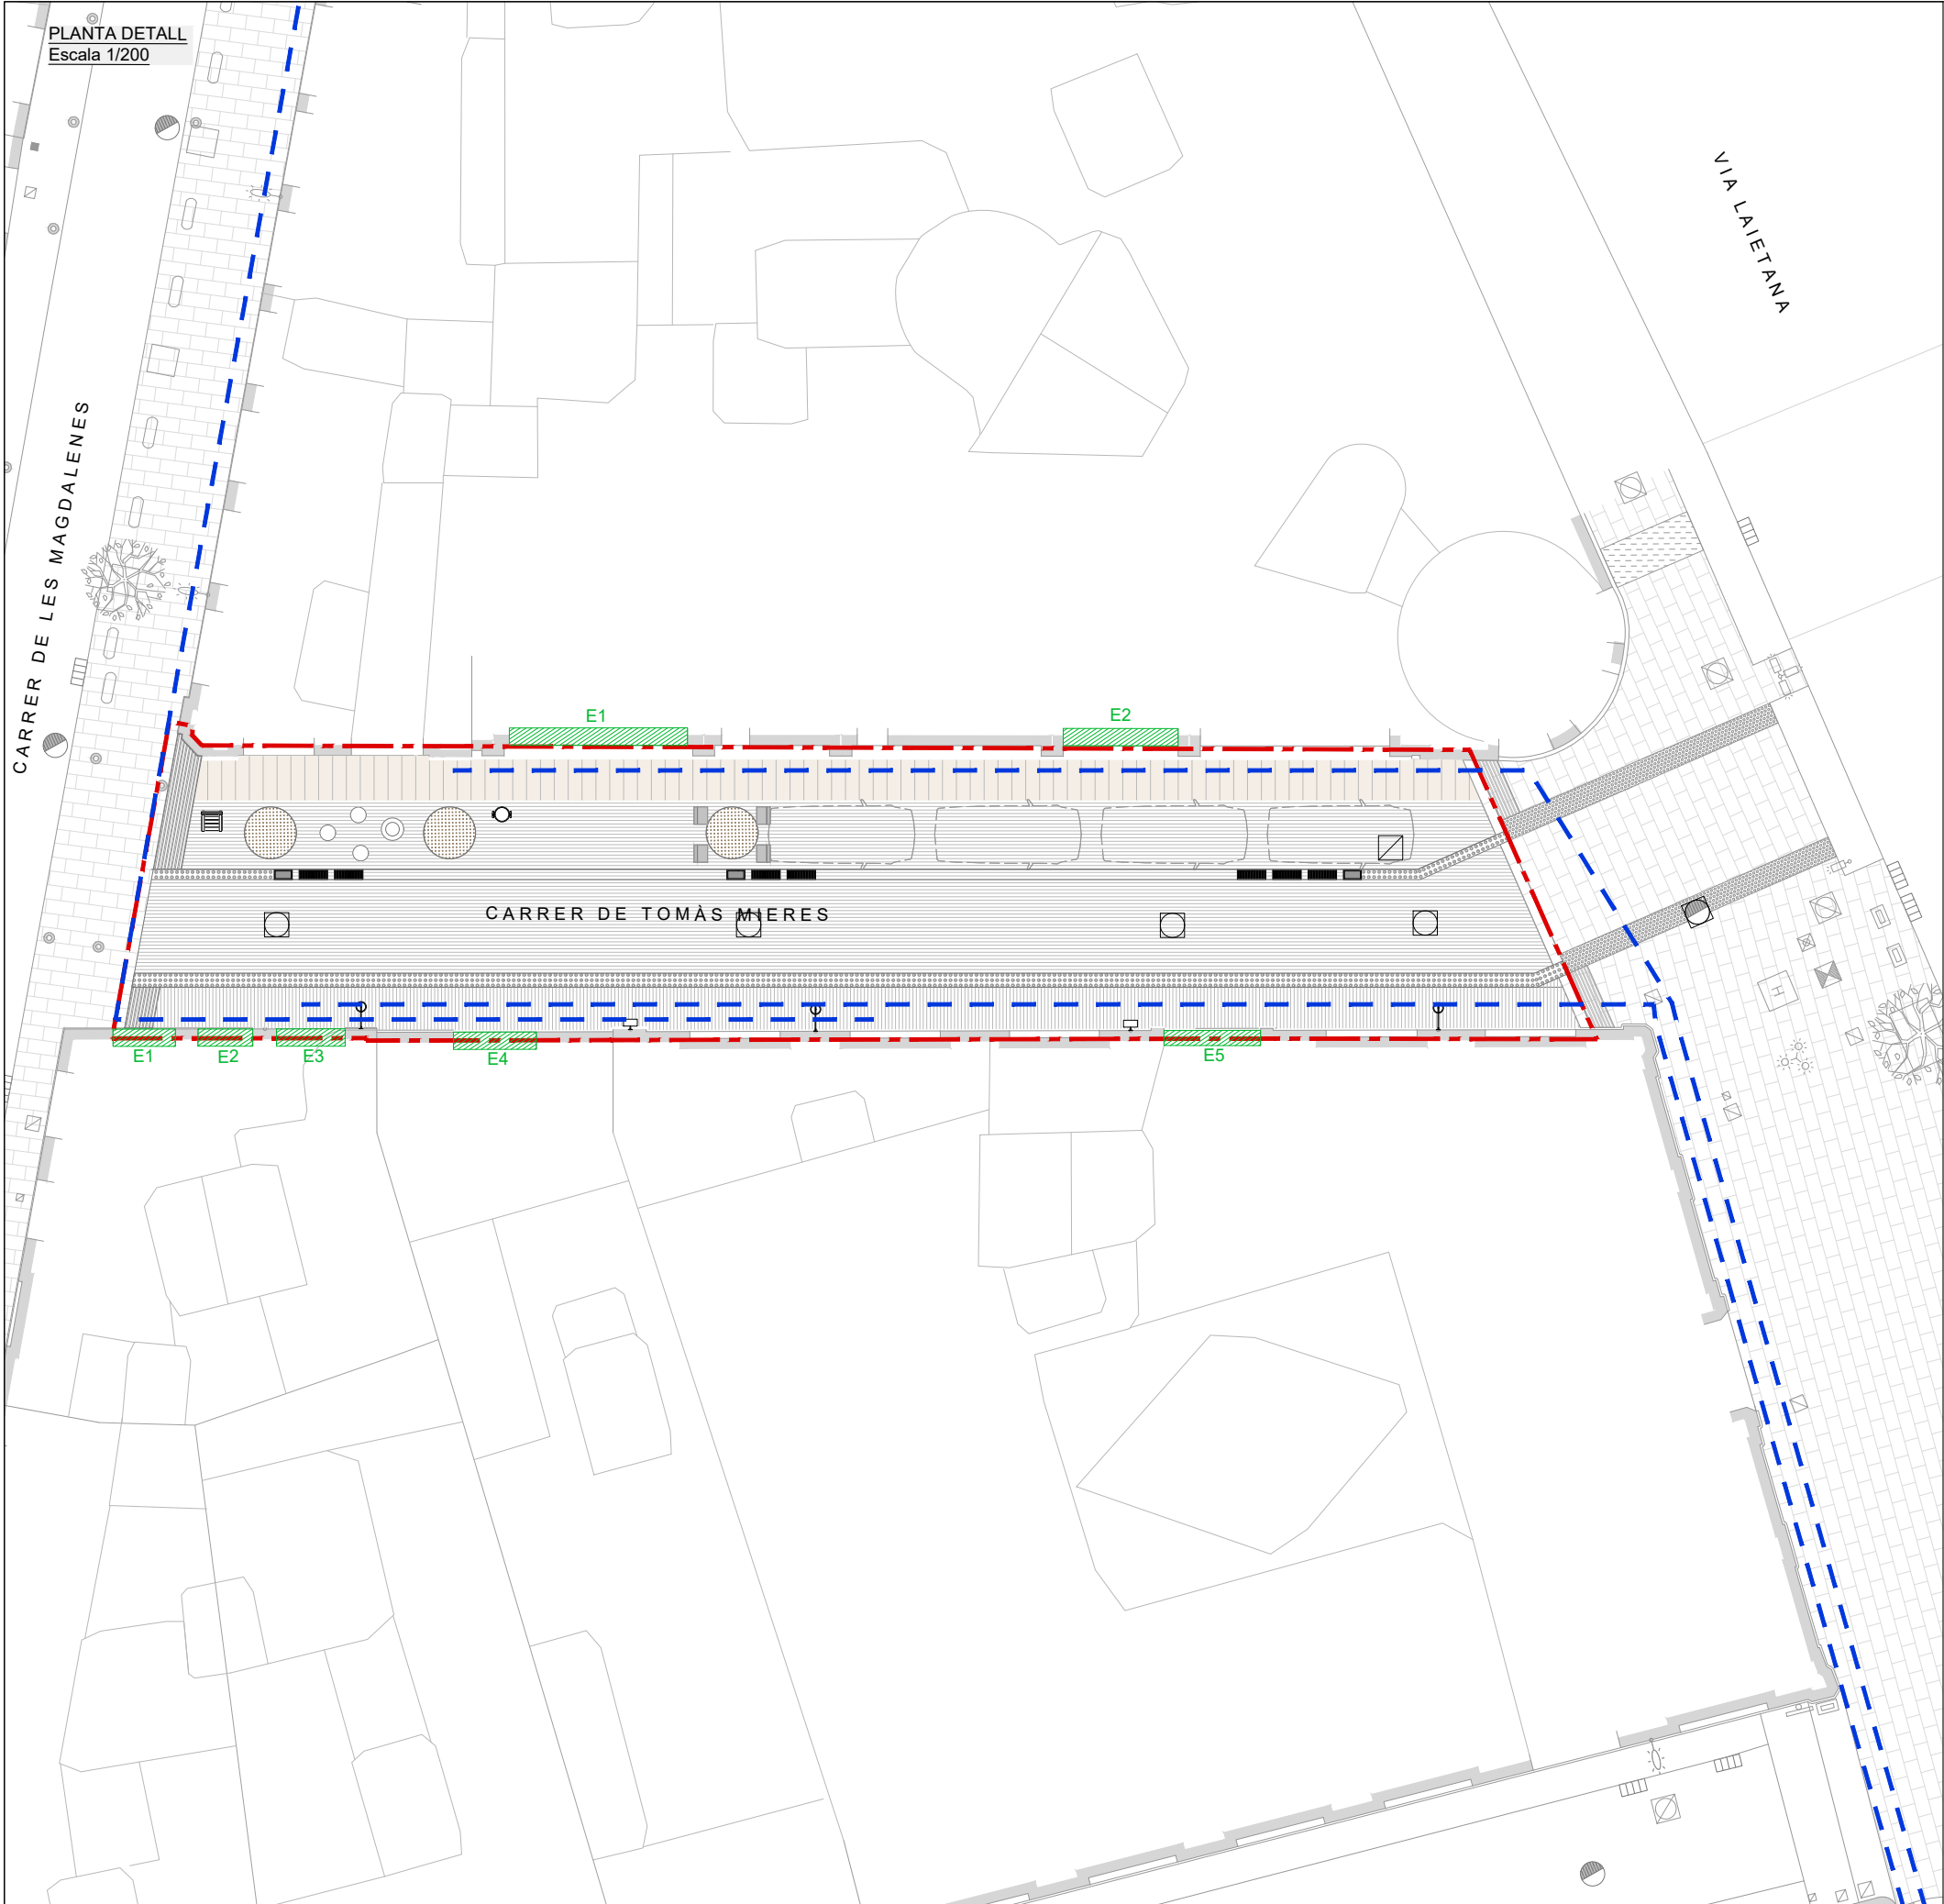 PLANTA DETALL
Escala 1/200
VIA LAIETANA
CARRER DE LES MAGDALENES
E1
E2
CARRER DE TOMÀS MIERES
E1
E2
E3
E4
E5
H